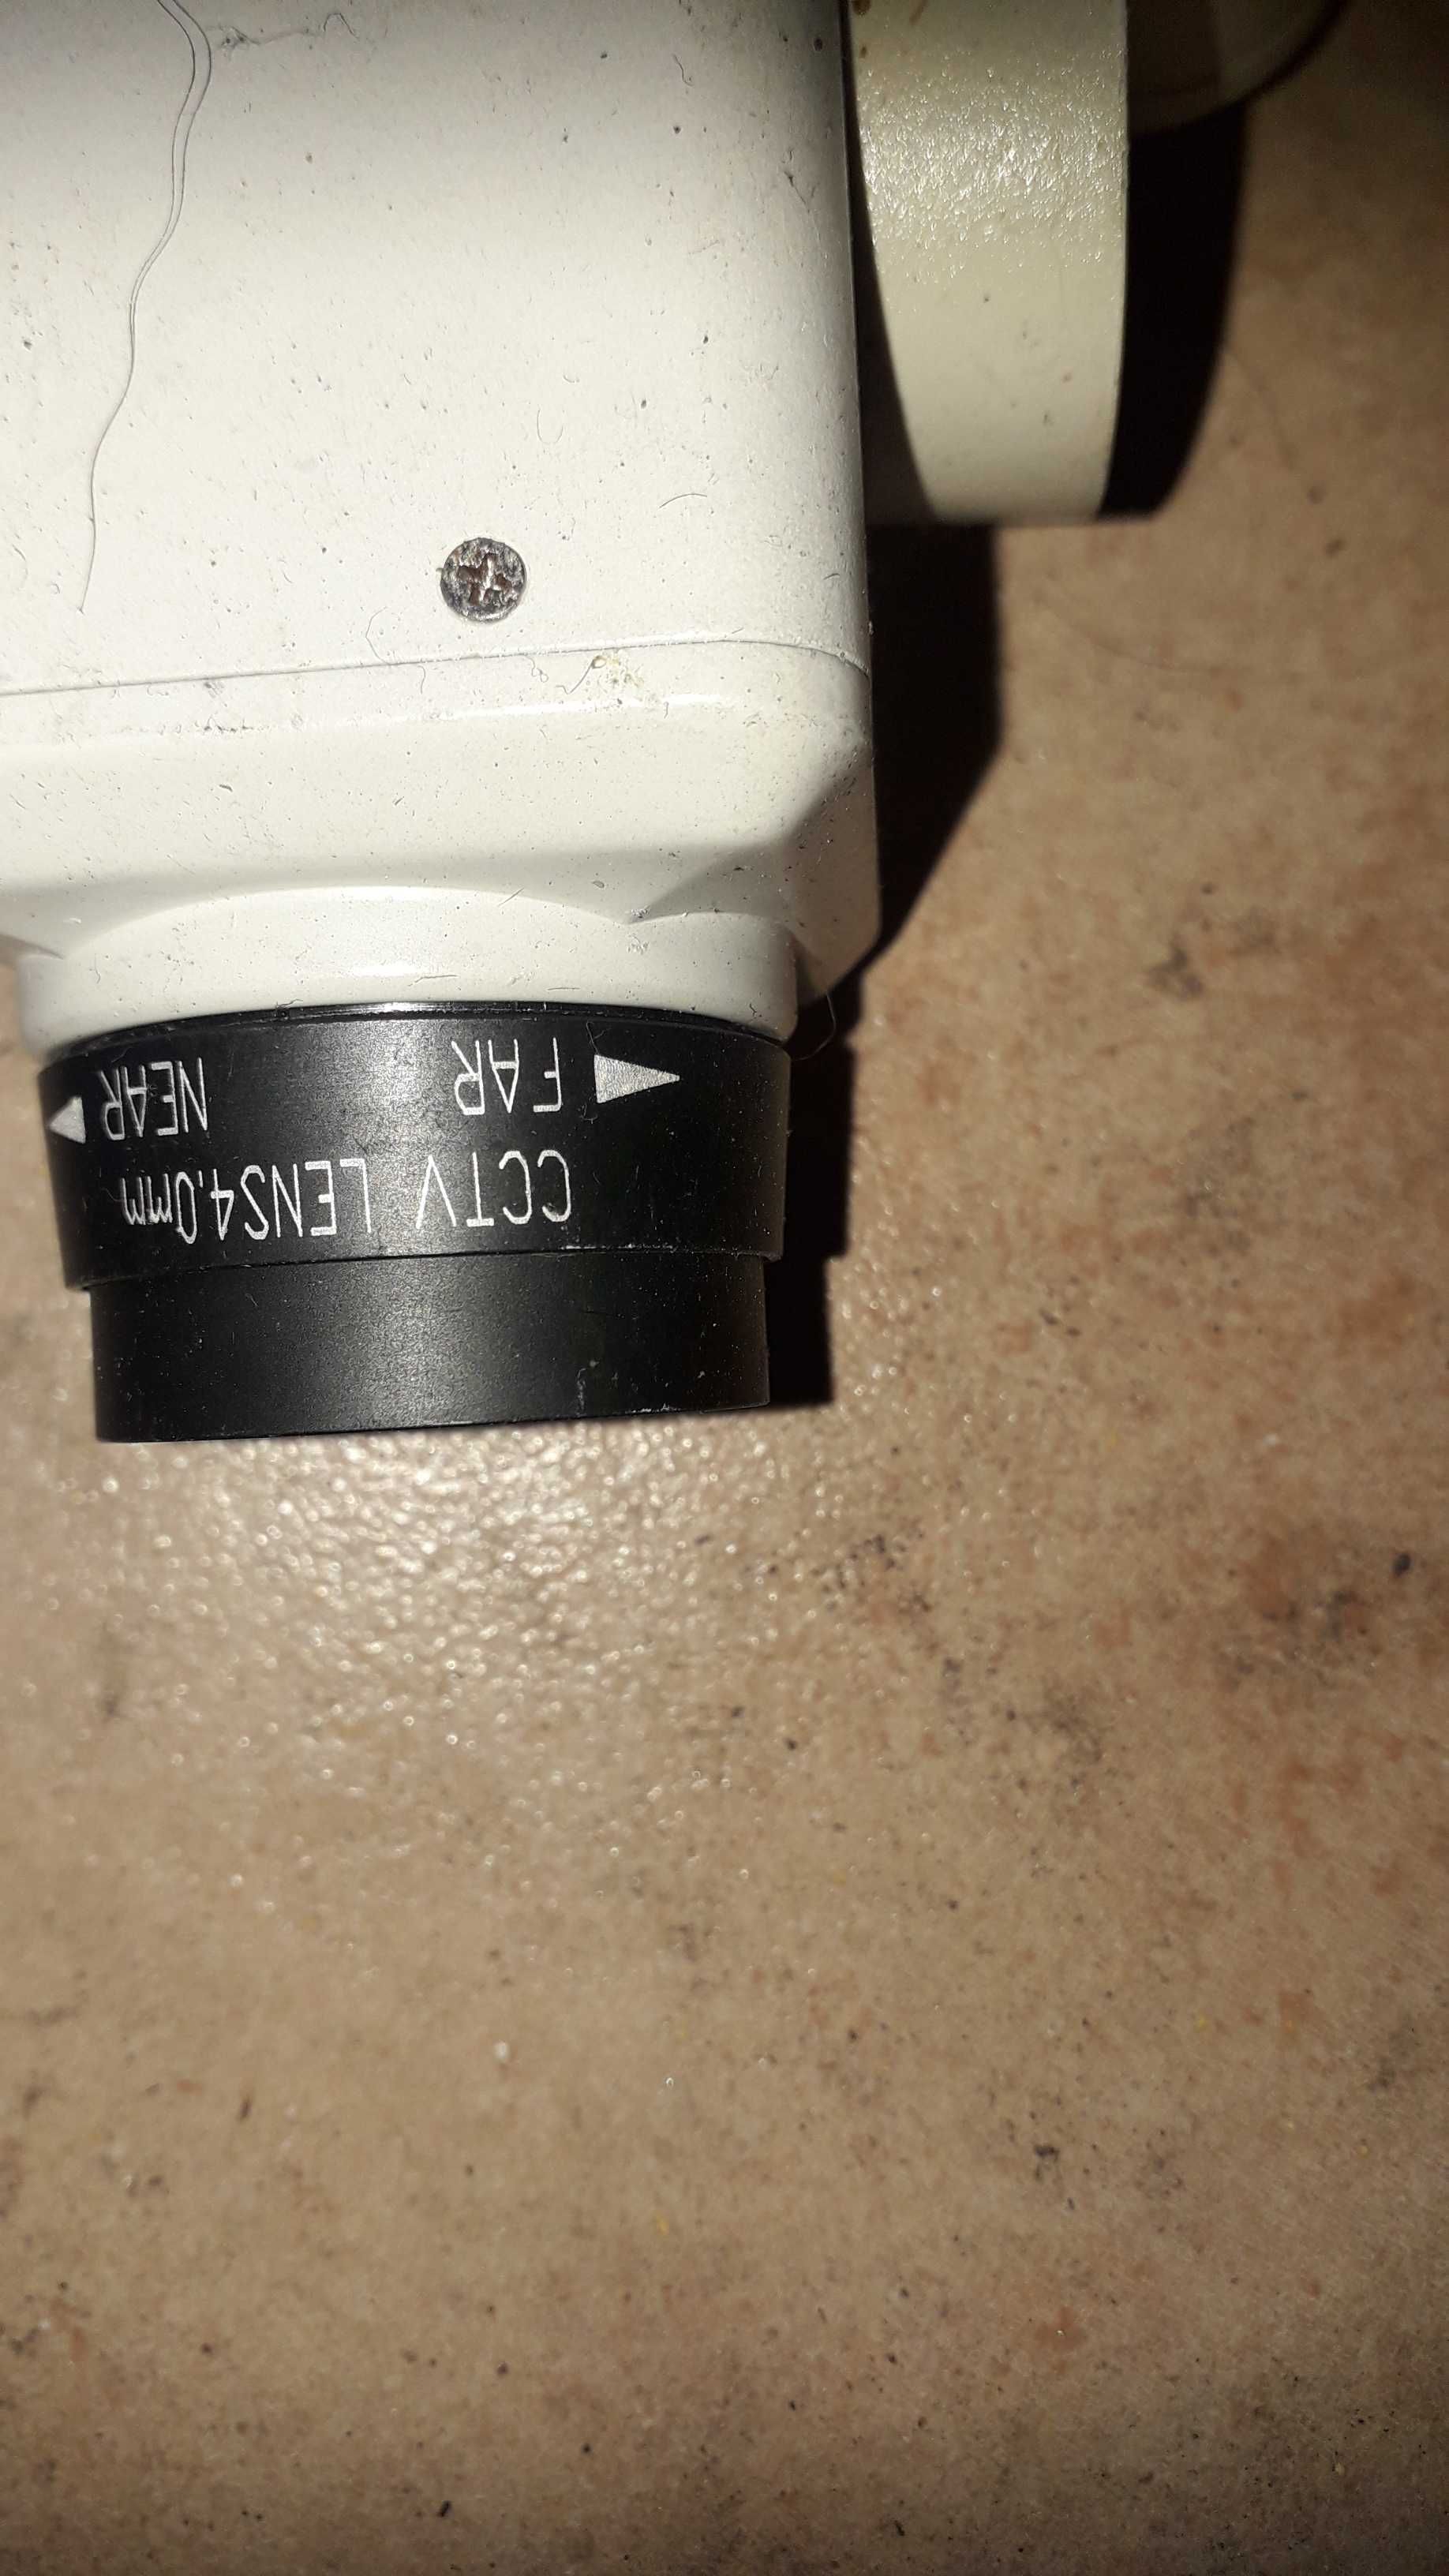 CCTV LENS4.0mm
◀ FAR NEAR ▶